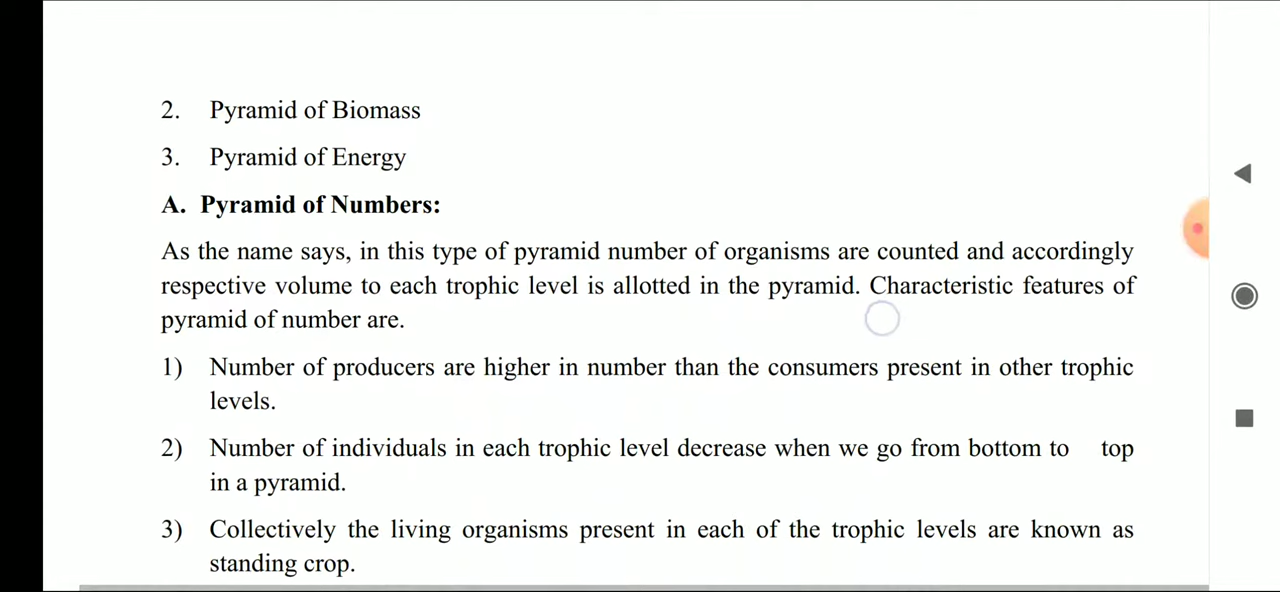 2. Pyramid of Biomass
3. Pyramid of Energy
A. Pyramid of Numbers:
As the name says, in this type of pyramid number of organisms are counted and accordingly
respective volume to each trophic level is allotted in the pyramid. Characteristic features of
pyramid of number are.
1) Number of producers are higher in number than the consumers present in other trophic
levels.
2) Number of individuals in each trophic level decrease when we go from bottom to top
in a pyramid.
3) Collectively the living organisms present in each of the trophic levels are known as
standing crop.